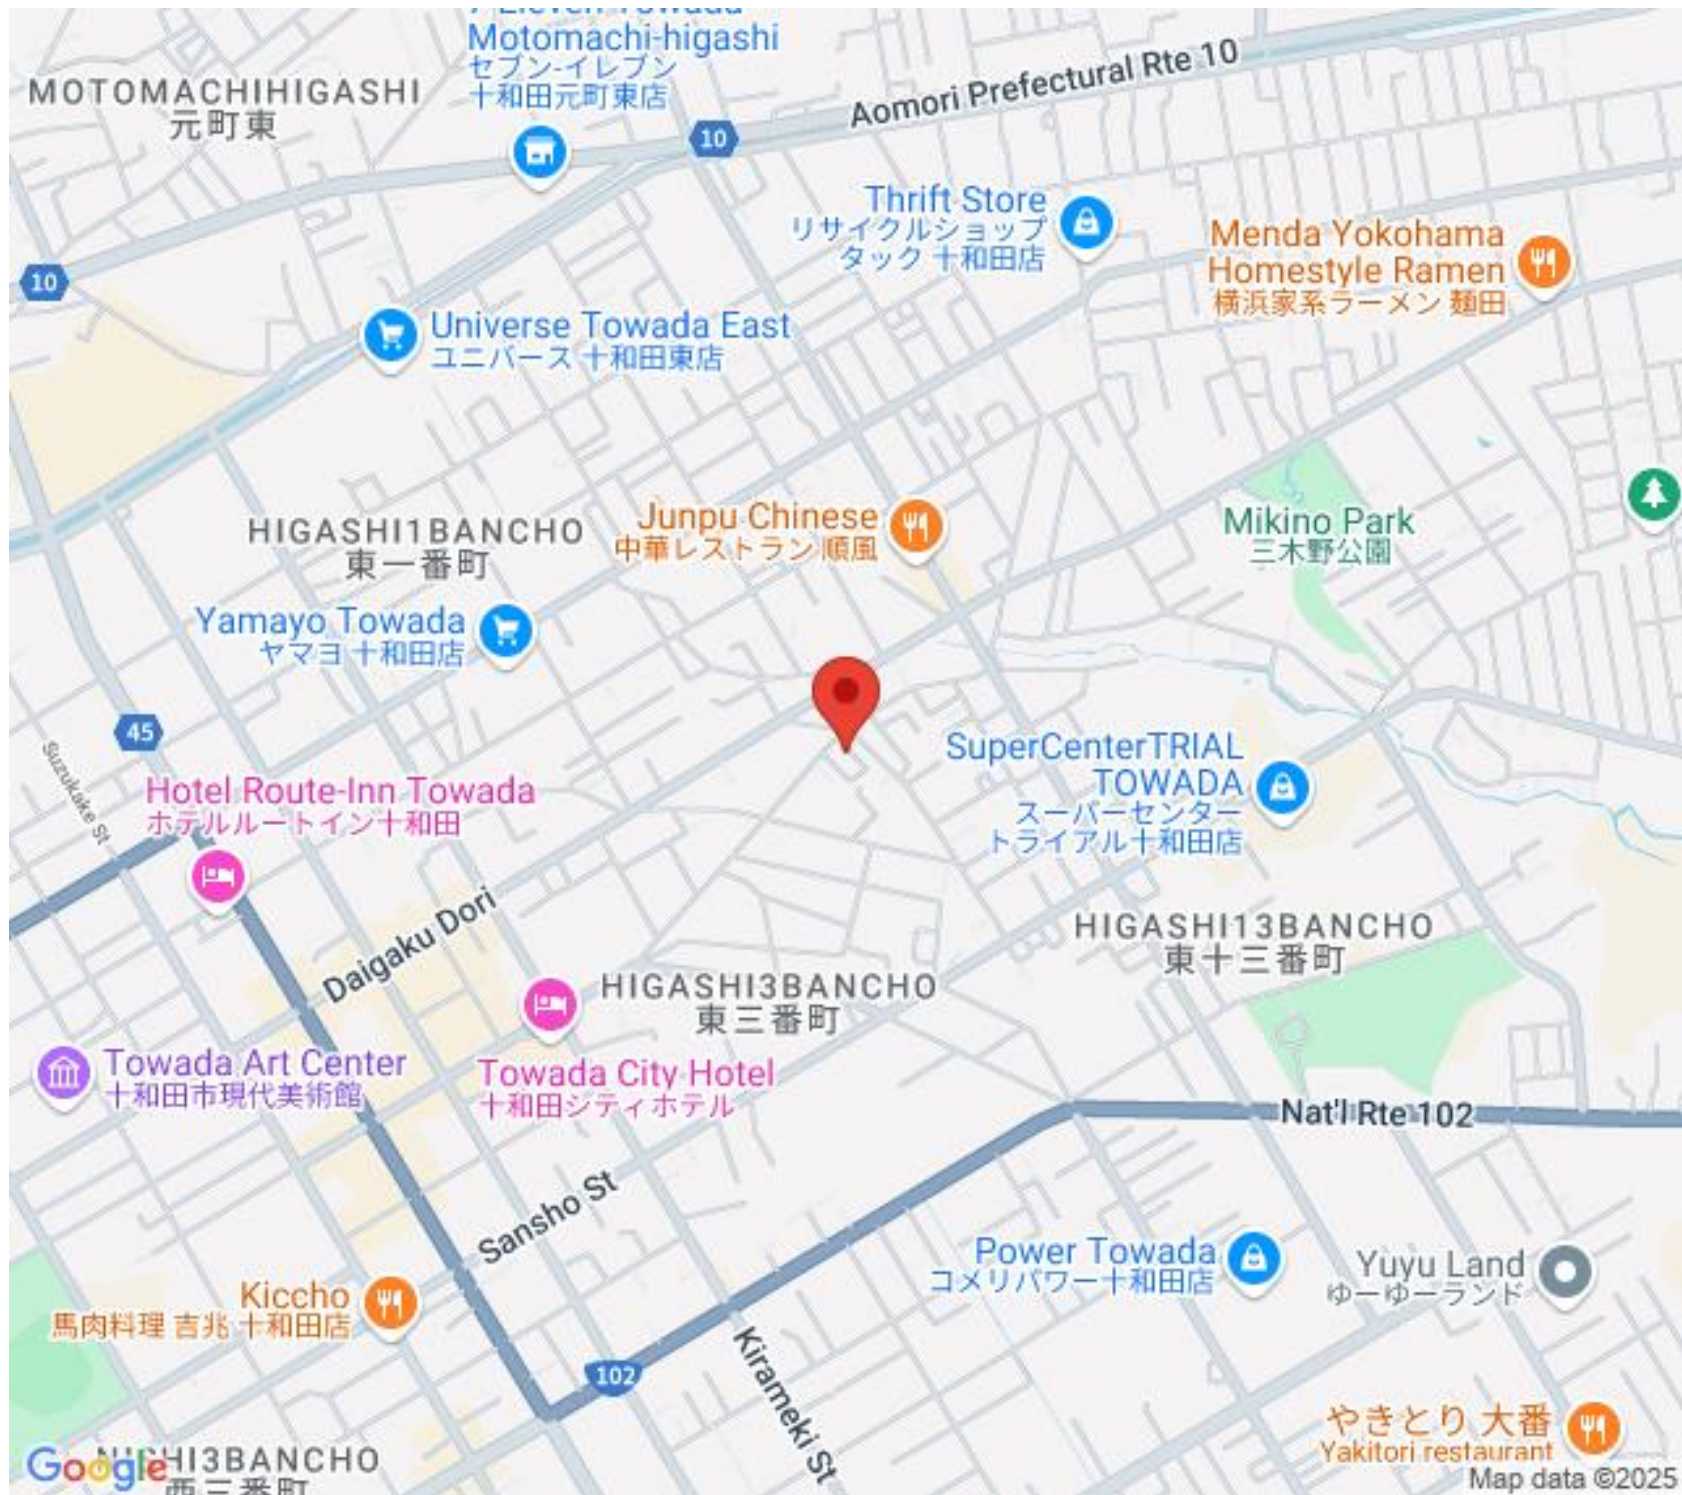 7-Eleven Towada
Motomachi-higashi
セブン-イレブン
十和田元町東店
Aomori Prefectural Rte 10
MOTOMACHIHIGASHI
元町東
10
Thrift Store
リサイクルショップ
タック 十和田店
Menda Yokohama
Homestyle Ramen
横浜家系ラーメン 麺田
10
Universe Towada East
ユニバース 十和田東店
HIGASHI1BANCHO
東一番町
Junpu Chinese
中華レストラン 順風
Mikino Park
三木野公園
Yamayo Towada
ヤマヨ 十和田店
45
Suzukake St
SuperCenterTRIAL
TOWADA
スーパーセンター
トライアル十和田店
Hotel Route-Inn Towada
ホテルルートイン十和田
Daigaku Dori
HIGASHI13BANCHO
東十三番町
HIGASHI3BANCHO
東三番町
Towada Art Center
十和田市現代美術館
Towada City Hotel
十和田シティホテル
Nat'l Rte 102
Sansho St
Power Towada
コメリパワー十和田店
Yuyu Land
ゆーゆーランド
Kiccho
馬肉料理 吉兆 十和田店
102
Kirameki St
やきとり 大番
Yakitori restaurant
NISHI3BANCHO
西三番町
Google
Map data ©2025